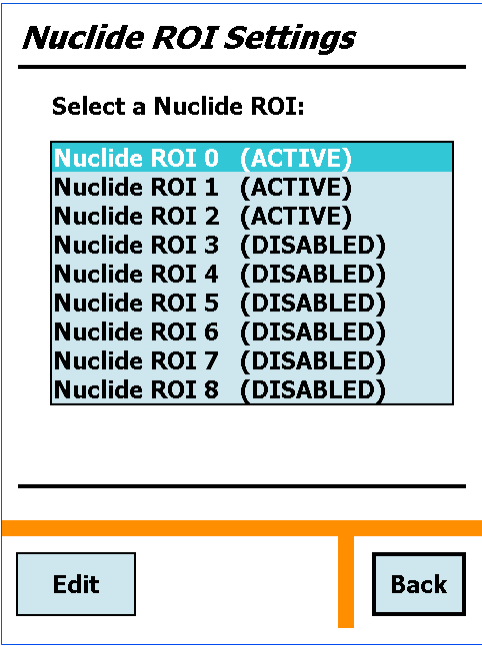 Nuclide ROI Settings
Select a Nuclide ROI:
Nuclide ROI 0 (ACTIVE)
Nuclide ROI 1 (ACTIVE)
Nuclide ROI 2 (ACTIVE)
Nuclide ROI 3 (DISABLED)
Nuclide ROI 4 (DISABLED)
Nuclide ROI 5 (DISABLED)
Nuclide ROI 6 (DISABLED)
Nuclide ROI 7 (DISABLED)
Nuclide ROI 8 (DISABLED)
Edit
Back